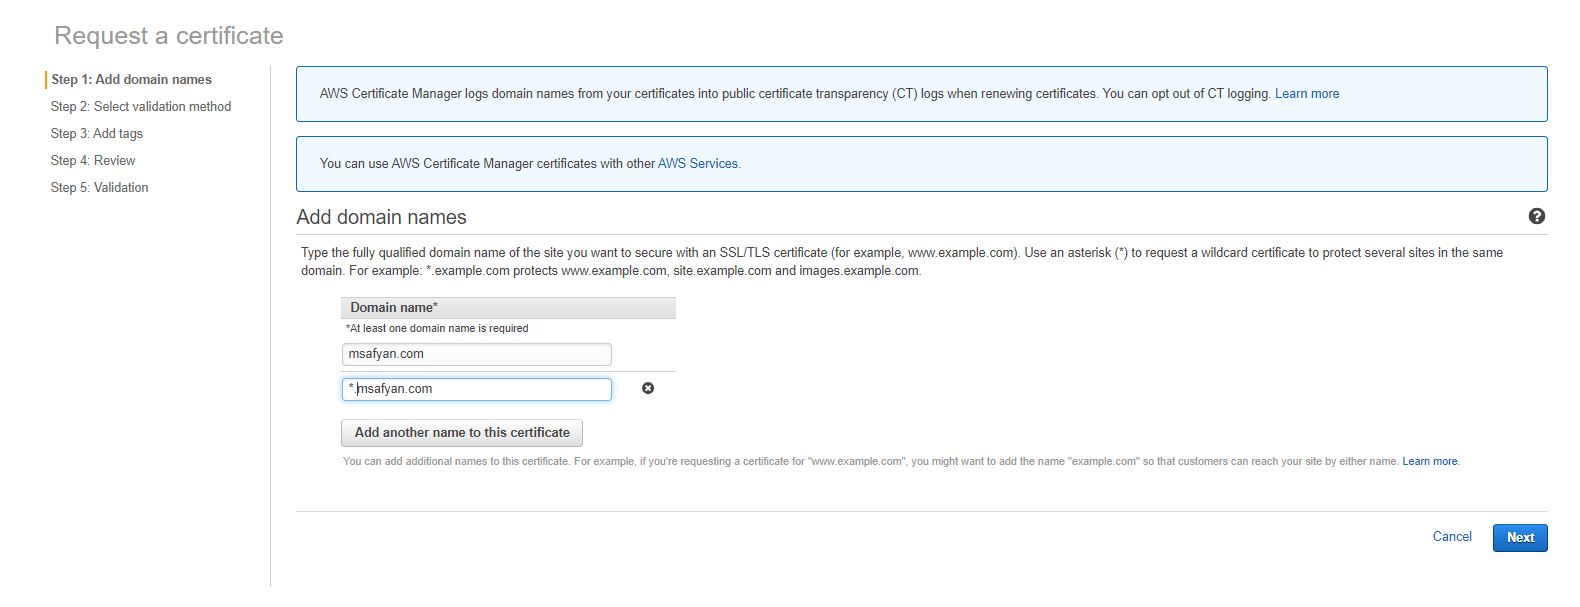 Request a certificate
Step 1: Add domain names
Step 2: Select validation method
Step 3: Add tags
Step 4: Review
Step 5: Validation
AWS Certificate Manager logs domain names from your certificates into public certificate transparency (CT) logs when renewing certificates. You can opt out of CT logging. Learn more
You can use AWS Certificate Manager certificates with other AWS Services.
Add domain names
Type the fully qualified domain name of the site you want to secure with an SSL/TLS certificate (for example, www.example.com). Use an asterisk (*) to request a wildcard certificate to protect several sites in the same
domain. For example: *.example.com protects www.example.com, site.example.com and images.example.com.
Domain name*
*At least one domain name is required
msafyan.com
*.msafyan.com
Add another name to this certificate
You can add additional names to this certificate. For example, if you're requesting a certificate for "www.example.com", you might want to add the name "example.com" so that customers can reach your site by either name. Learn more.
Cancel
Next